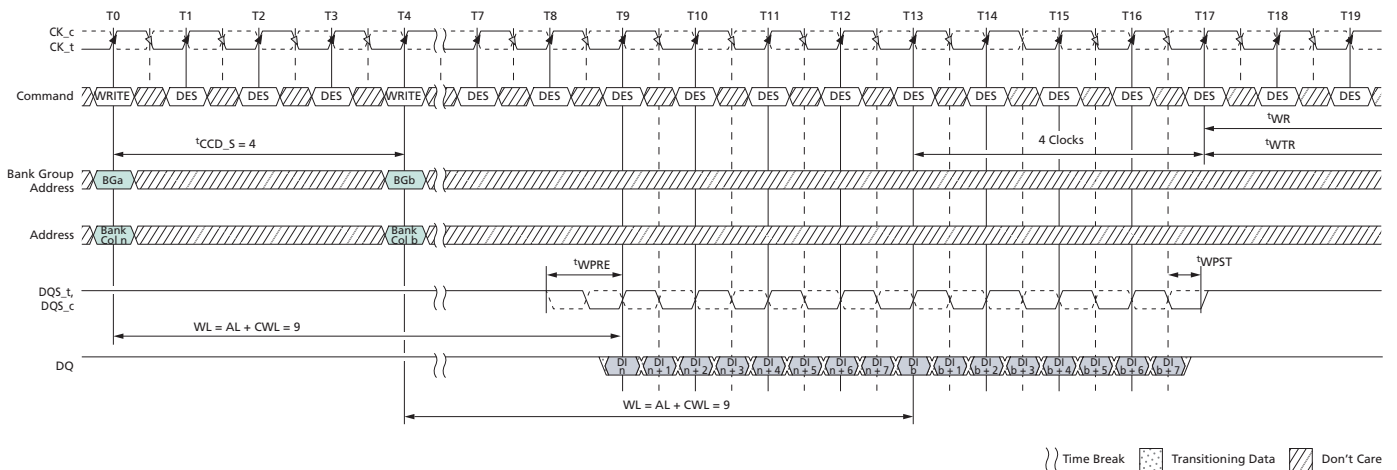 T0 T1 T2 T3 T4 T7 T8 T9 T10 T11 T12 T13 T14 T15 T16 T17 T18 T19
CK_c
CK_t
Command WRITE DES DES DES WRITE DES DES DES DES DES DES DES DES DES DES DES DES DES
tWR
tCCD_S = 4 4 Clocks tWTR
Bank Group
Address BGa BGb
Address Bank
Col n Bank
Col b
tWPRE tWPST
DQS_t,
DQS_c
WL = AL + CWL = 9
DQ DI
n DI
n + 1 DI
n + 2 DI
n + 3 DI
n + 4 DI
n + 5 DI
n + 6 DI
n + 7 DI
b DI
b + 1 DI
b + 2 DI
b + 3 DI
b + 4 DI
b + 5 DI
b + 6 DI
b + 7
WL = AL + CWL = 9
Time Break Transitioning Data Don't Care